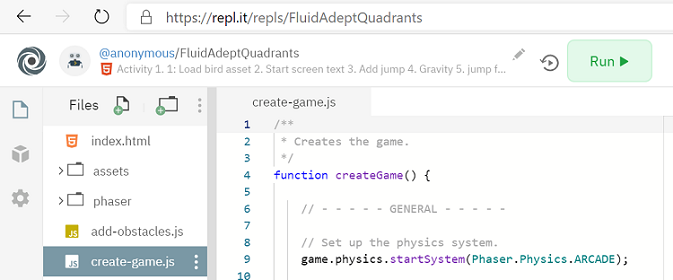 https://repl.it/repls/FluidAdeptQuadrants
@anonymous/FluidAdeptQuadrants
Activity 1. 1: Load bird asset 2. Start screen text 3. Add jump 4. Gravity 5. jump f...
Run
Files
create-game.js
index.html
assets
phaser
add-obstacles.js
create-game.js
1 /**
2 * Creates the game.
3 */
4 function createGame() {
5
6 // - - - - - GENERAL - - - - -
7
8 // Set up the physics system.
9 game.physics.startSystem(Phaser.Physics.ARCADE);
10